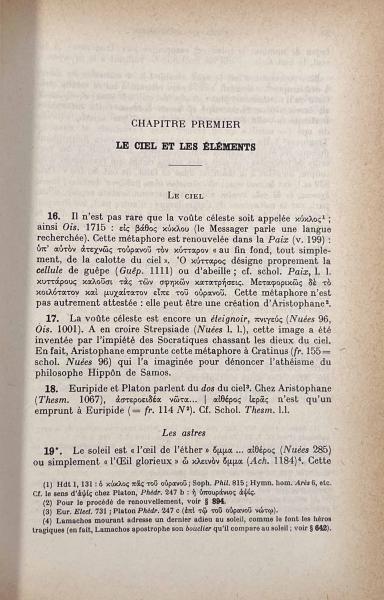 CHAPITRE PREMIER
LE CIEL ET LES ÉLÉMENTS
LE CIEL
16. Il n'est pas rare que la voûte céleste soit appelée κύκλος¹ ;
ainsi Ois. 1715 : εἰς βάθος κύκλου (le Messager parle une langue
recherchée). Cette métaphore est renouvelée dans la Paix (v. 199) :
ὑπ' αὐτὸν ἀτεχνῶς τοὐρανοῦ τὸν κύτταρον « au fin fond, tout simple-
ment, de la calotte du ciel ». Ὁ κύτταρος désigne proprement la
cellule de guêpe (Guêp. 1111) ou d'abeille ; cf. schol. Paix, l. l.
κυττάρους καλοῦσι τὰς τῶν σφηκῶν κατατρήσεις. Μεταφορικῶς δὲ τὸ
κοιλότατον καὶ μυχαίτατον εἶπε τοῦ οὐρανοῦ. Cette métaphore n'est
pas autrement attestée : elle peut être une création d'Aristophane².
17. La voûte céleste est encore un éteignoir, πνιγεύς (Nuées 96,
Ois. 1001). A en croire Strepsiade (Nuées l. l.), cette image a été
inventée par l'impiété des Socratiques chassant les dieux du ciel.
En fait, Aristophane emprunte cette métaphore à Cratinus (fr. 155 =
schol. Nuées 96) qui l'a imaginée pour dénoncer l'athéisme du
philosophe Hippôn de Samos.
18. Euripide et Platon parlent du dos du ciel³. Chez Aristophane
(Thesm. 1067), ἀστεροειδέα νῶτα... | αἰθέρος ἱερᾶς n'est qu'un
emprunt à Euripide (= fr. 114 N²). Cf. Schol. Thesm. l.l.
Les astres
19*. Le soleil est « l'œil de l'éther » ὄμμα ... αἰθέρος (Nuées 285)
ou simplement « l'Œil glorieux » ὦ κλεινὸν ὄμμα (Ach. 1184)⁴. Cette
(1) Hdt 1, 131 : ὁ κύκλος πᾶς τοῦ οὐρανοῦ ; Soph. Phil. 815 ; Hymn. hom. Arès 6, etc.
Cf. le sens d'ἁψίς chez Platon, Phèdr. 247 b : ἡ ὑπουράνιος ἁψίς.
(2) Pour le procédé de renouvellement, voir § 894.
(3) Eur. Elect. 731 ; Platon Phèdr. 247 c (ἐπὶ τῷ τοῦ οὐρανοῦ νώτῳ).
(4) Lamachos mourant adresse un dernier adieu au soleil, comme le font les héros
tragiques (en fait, Lamachos apostrophe son bouclier qu'il compare au soleil ; voir § 642).